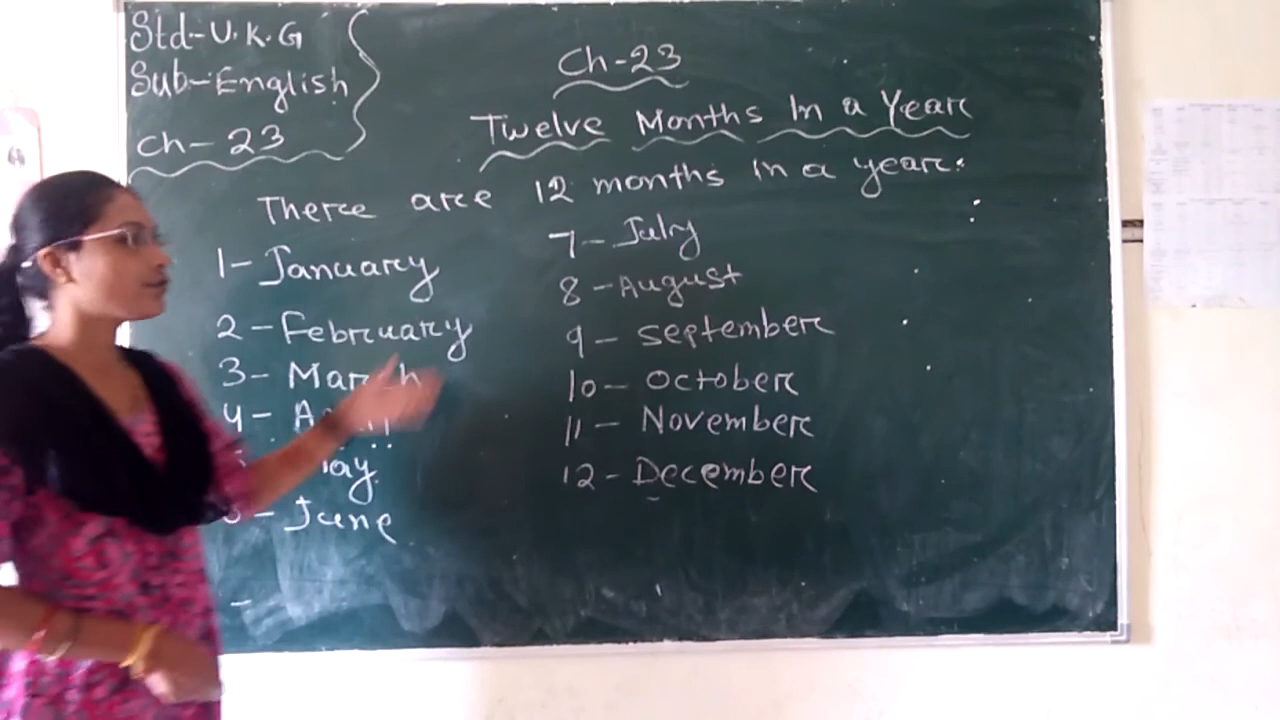 Std-U.K.G
Sub-English
Ch-23
Ch-23
Twelve Months In a Year
There are 12 months in a year.
1-January
2-February
3-March
4-
June
7-July
8-August
9-September
10-October
11-November
12-December